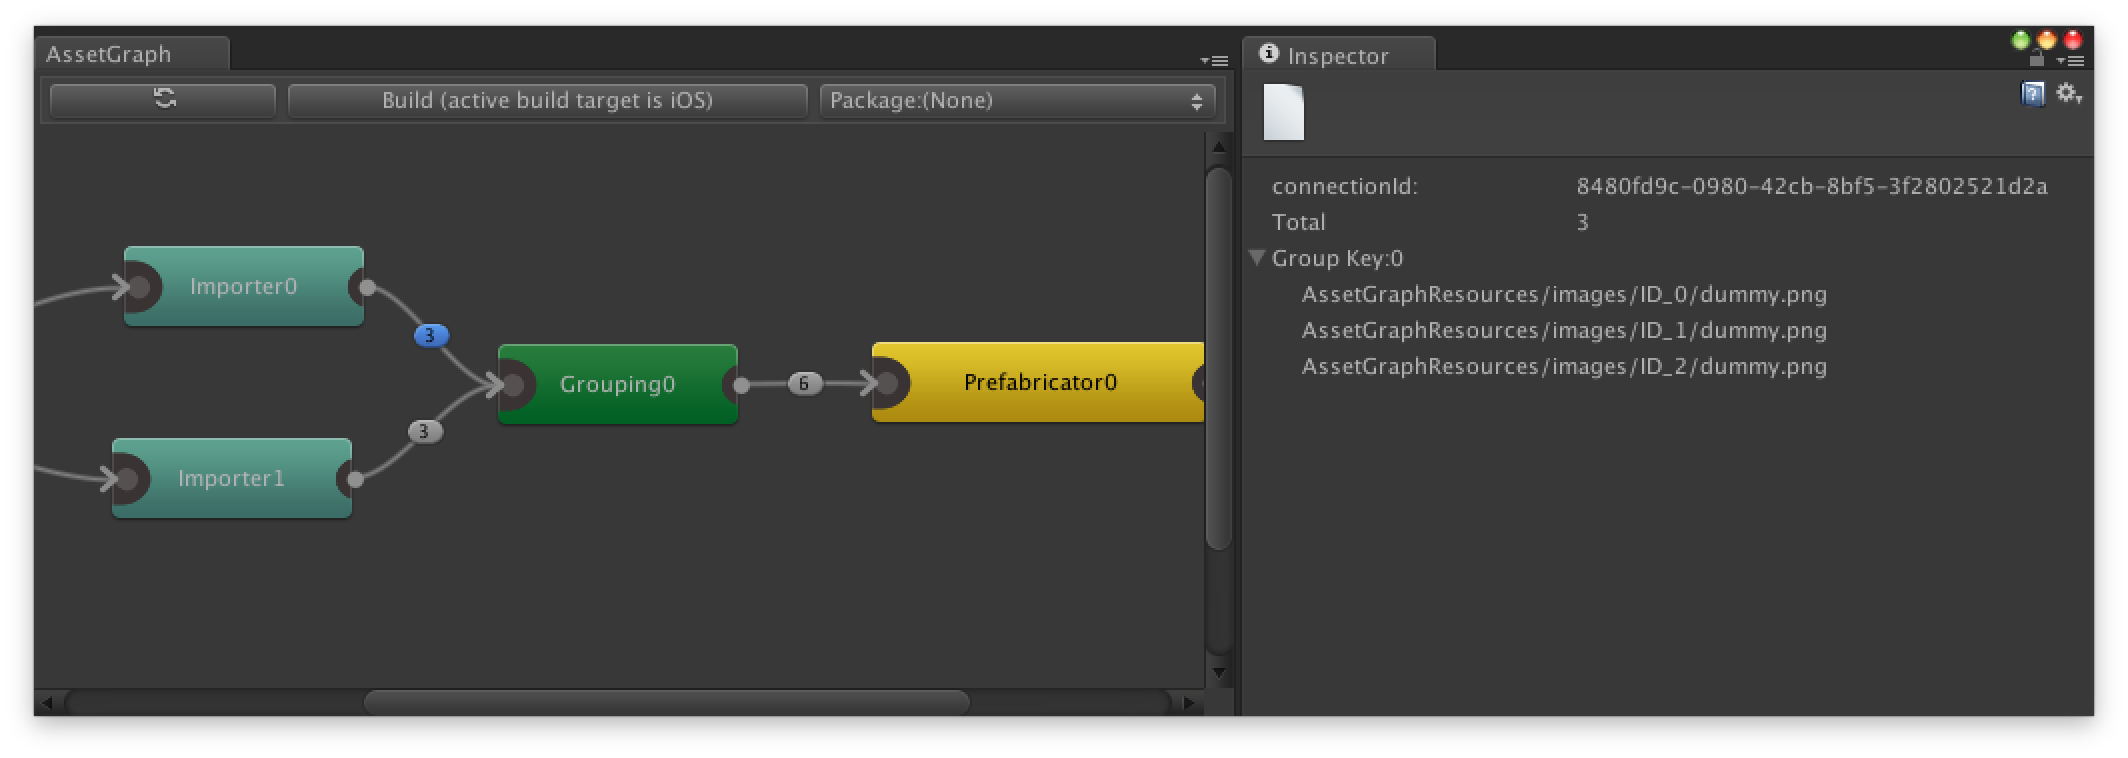 AssetGraph
Build (active build target is iOS)
Package:(None)
Importer0
3
Grouping0
6
Prefabricator0
3
Importer1
Inspector
connectionId: 8480fd9c-0980-42cb-8bf5-3f2802521d2a
Total 3
Group Key:0
AssetGraphResources/images/ID_0/dummy.png
AssetGraphResources/images/ID_1/dummy.png
AssetGraphResources/images/ID_2/dummy.png